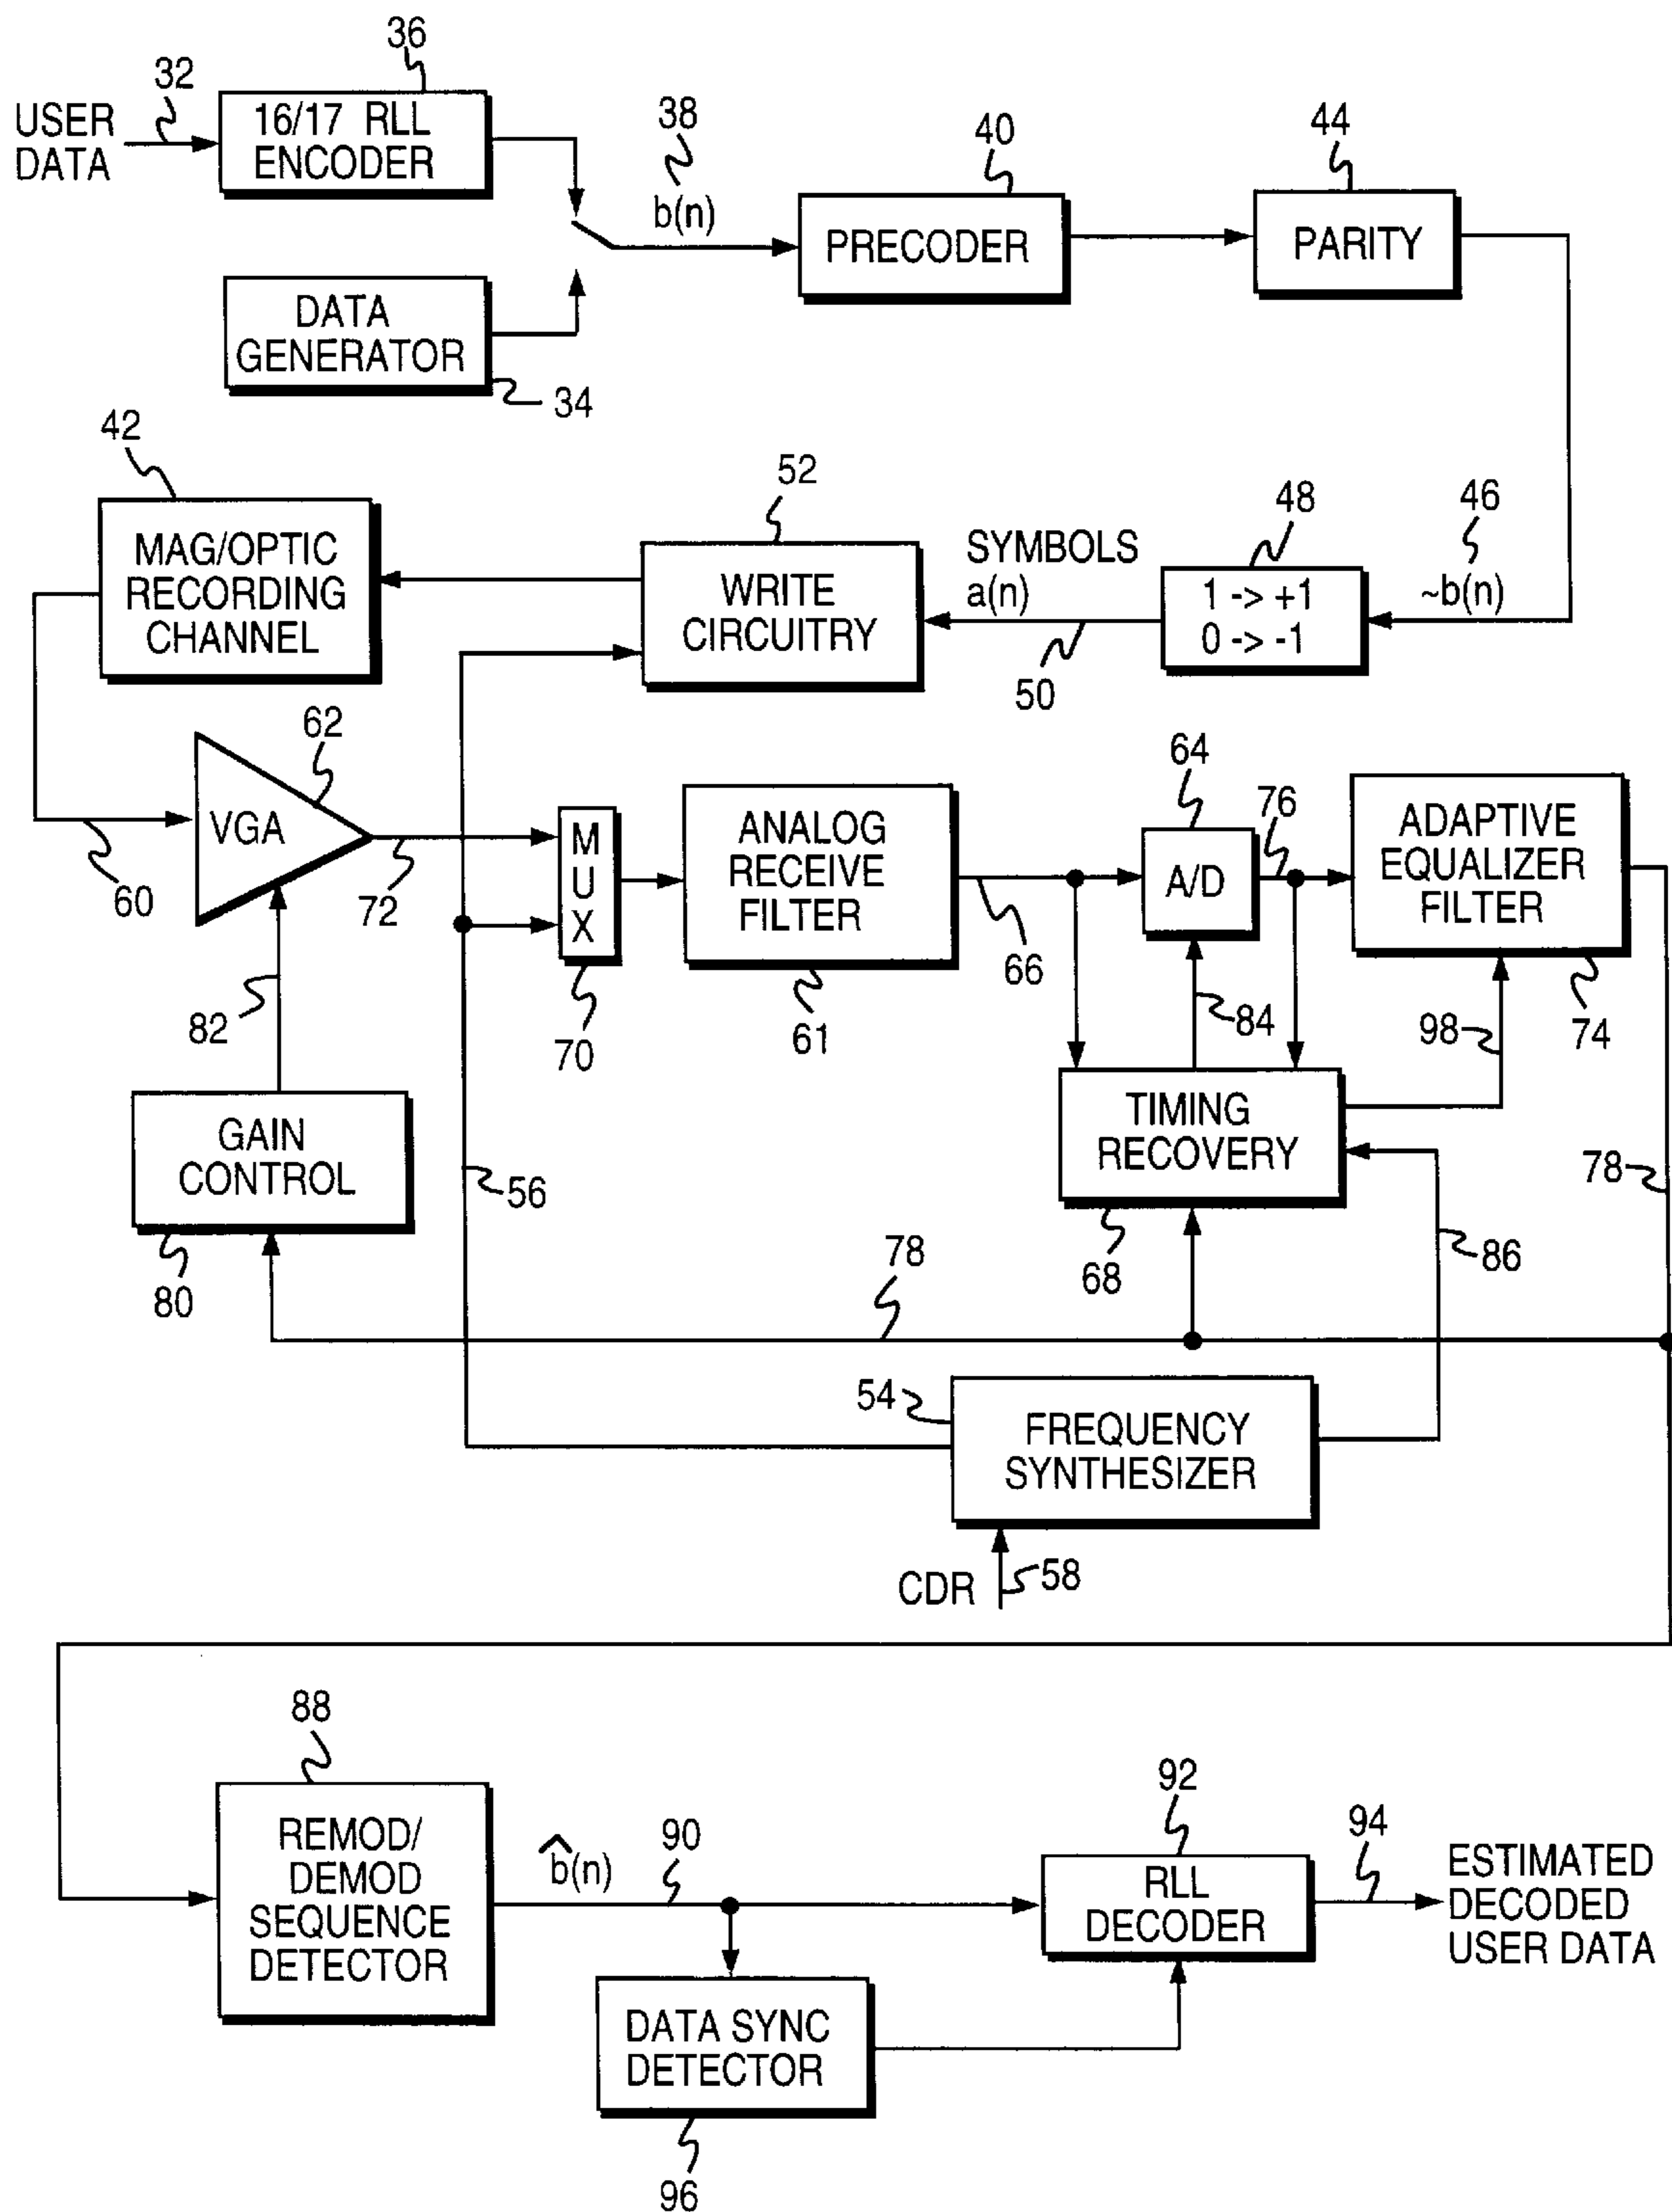 36
32
USER
DATA
16/17 RLL
ENCODER
38
b(n)
40
PRECODER
44
PARITY
DATA
GENERATOR
34
42
MAG/OPTIC
RECORDING
CHANNEL
52
WRITE
CIRCUITRY
SYMBOLS
a(n)
50
48
1 -> +1
0 -> -1
46
~b(n)
62
VGA
60
72
M
U
X
70
ANALOG
RECEIVE
FILTER
61
66
64
A/D
76
ADAPTIVE
EQUALIZER
FILTER
74
82
84
98
GAIN
CONTROL
80
56
TIMING
RECOVERY
68
78
86
78
54
FREQUENCY
SYNTHESIZER
CDR
58
88
REMOD/
DEMOD
SEQUENCE
DETECTOR
b̂(n)
90
92
RLL
DECODER
94
ESTIMATED
DECODED
USER DATA
DATA SYNC
DETECTOR
96